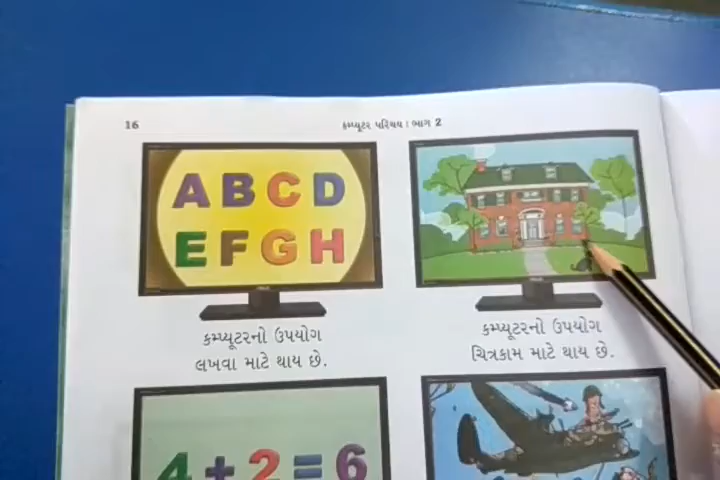 16
કમ્પ્યૂટર પરિચય : ભાગ 2
ABCD
EFGH
કમ્પ્યૂટરનો ઉપયોગ
લખવા માટે થાય છે.
કમ્પ્યૂટરનો ઉપયોગ
ચિત્રકામ માટે થાય છે.
4+2=6